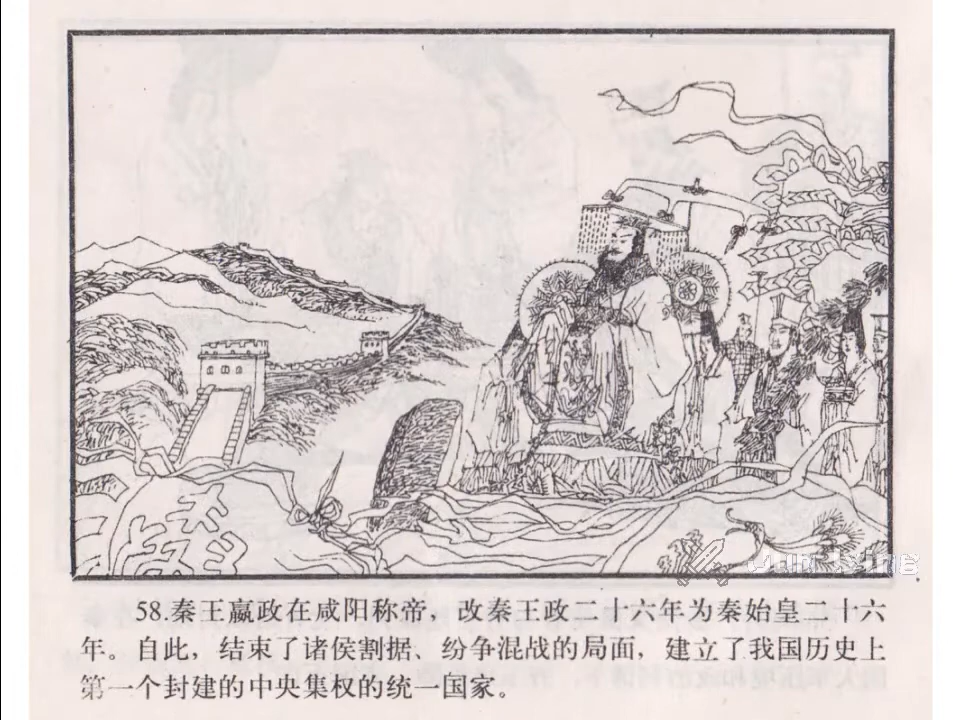 58.秦王嬴政在咸阳称帝，改秦王政二十六年为秦始皇二十六
年。自此，结束了诸侯割据、纷争混战的局面，建立了我国历史上
第一个封建的中央集权的统一国家。